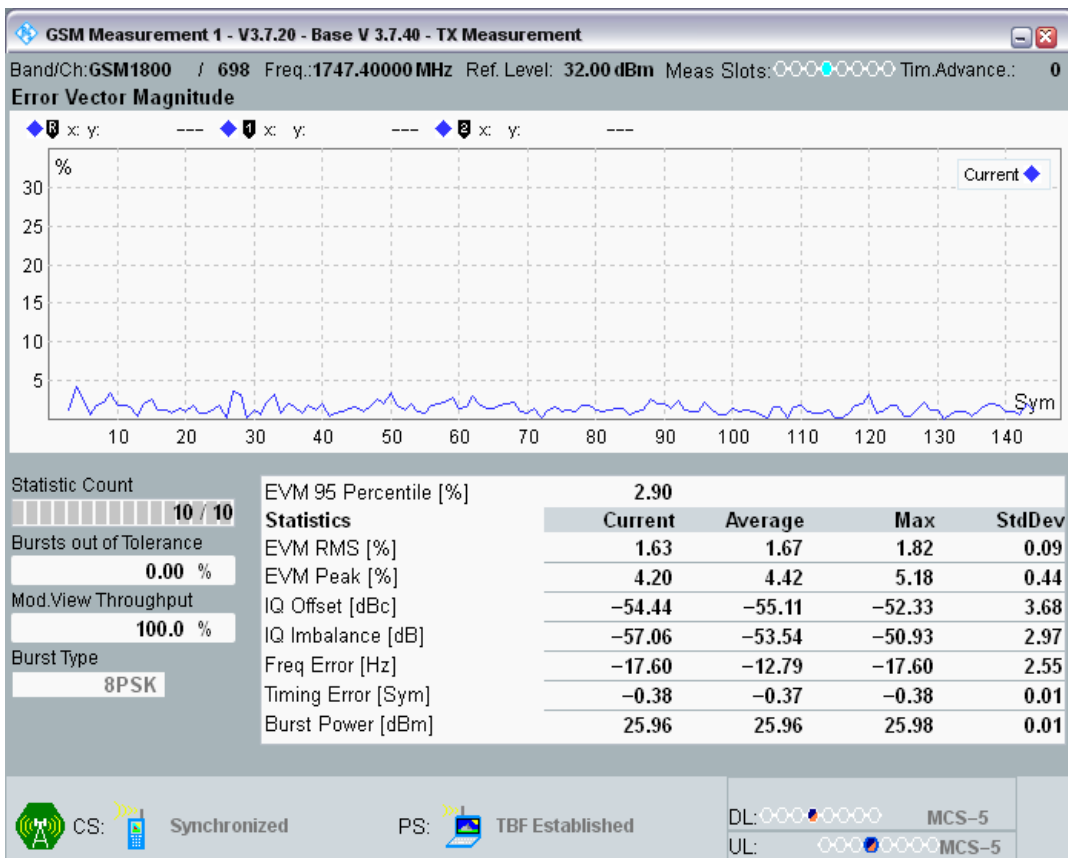 GSM Measurement 1 - V3.7.20 - Base V 3.7.40 - TX Measurement
Band/Ch:GSM1800 / 698 Freq.:1747.40000 MHz Ref. Level: 32.00 dBm Meas Slots: Tim.Advance.: 0
Error Vector Magnitude
R x: y: --- 1 x: y: --- 2 x: y: ---
%
Current
30
25
20
15
10
5
Sym
10 20 30 40 50 60 70 80 90 100 110 120 130 140
Statistic Count
10 / 10
Bursts out of Tolerance
0.00 %
Mod.View Throughput
100.0 %
Burst Type
8PSK
EVM 95 Percentile [%] 2.90
Statistics Current Average Max StdDev
EVM RMS [%] 1.63 1.67 1.82 0.09
EVM Peak [%] 4.20 4.42 5.18 0.44
IQ Offset [dBc] −54.44 −55.11 −52.33 3.68
IQ Imbalance [dB] −57.06 −53.54 −50.93 2.97
Freq Error [Hz] −17.60 −12.79 −17.60 2.55
Timing Error [Sym] −0.38 −0.37 −0.38 0.01
Burst Power [dBm] 25.96 25.96 25.98 0.01
CS: Synchronized PS: TBF Established
DL: MCS−5
UL: MCS−5